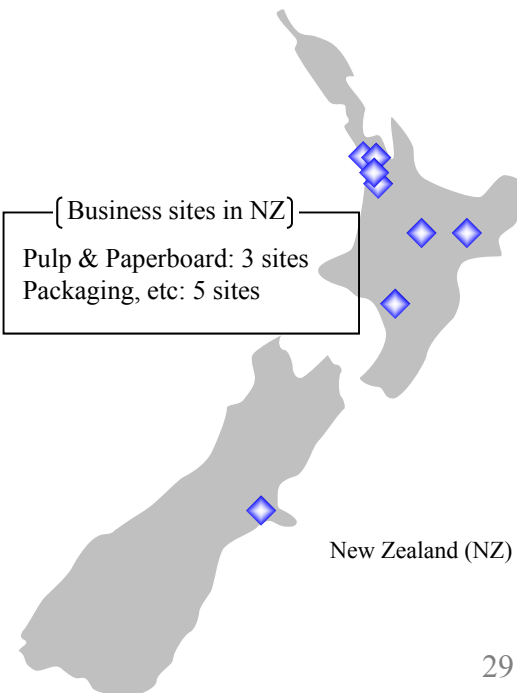 Business sites in NZ
Pulp & Paperboard: 3 sites
Packaging, etc: 5 sites
New Zealand (NZ)
29